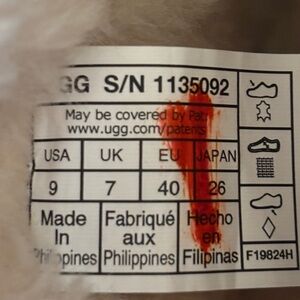 UGG S/N 1135092
May be covered by Pat
www.ugg.com/patents
USA UK EU JAPAN
9 7 40 26
Made Fabriqué Hecho
In aux en
Philippines Philippines Filipinas
F19824H